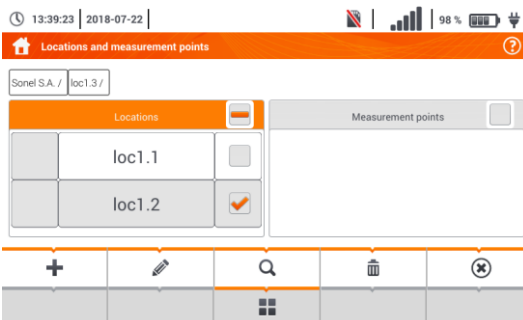 13:39:23 2018-07-22 98 %
Locations and measurement points ?
Sonel S.A. / loc1.3 /
Locations
Measurement points
loc1.1
loc1.2